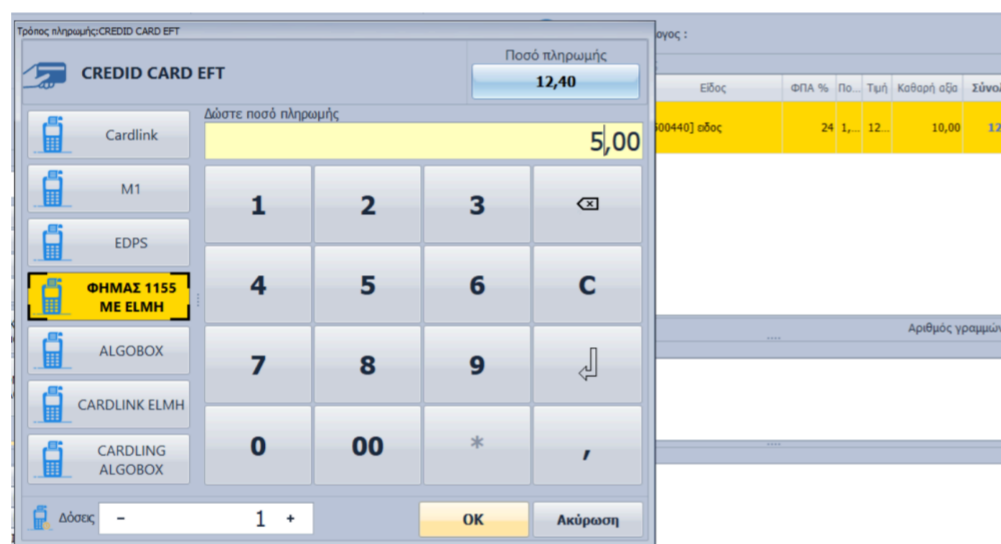 Τρόπος πληρωμής:CREDID CARD EFT
CREDID CARD EFT
Ποσό πληρωμής
12,40
Cardlink
M1
EDPS
ΦΗΜΑΣ 1155
ΜΕ ELMH
ALGOBOX
CARDLINK ELMH
CARDLING
ALGOBOX
Δώστε ποσό πληρωμής
5,00
1 2 3
4 5 6 C
7 8 9
0 00 * ,
Δόσεις - 1 +
OK Ακύρωση
ογος :
Είδος ΦΠΑ % Πο... Τιμή Καθαρή αξία Σύνολ
500440] είδος 24 1,... 12... 10,00 12
Αριθμός γραμμών